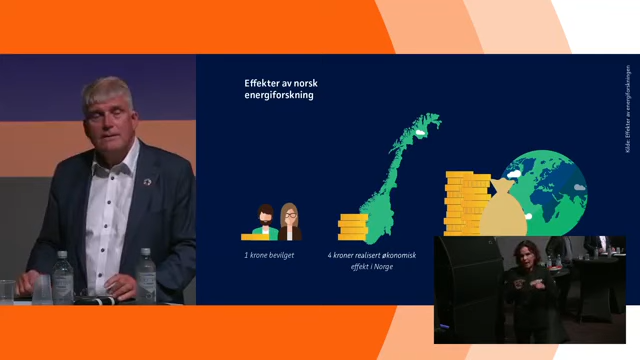 Effekter av norsk
energiforskning
Kilde: Effekter av energiforskningen
1 krone bevilget
4 kroner realisert økonomisk
effekt i Norge